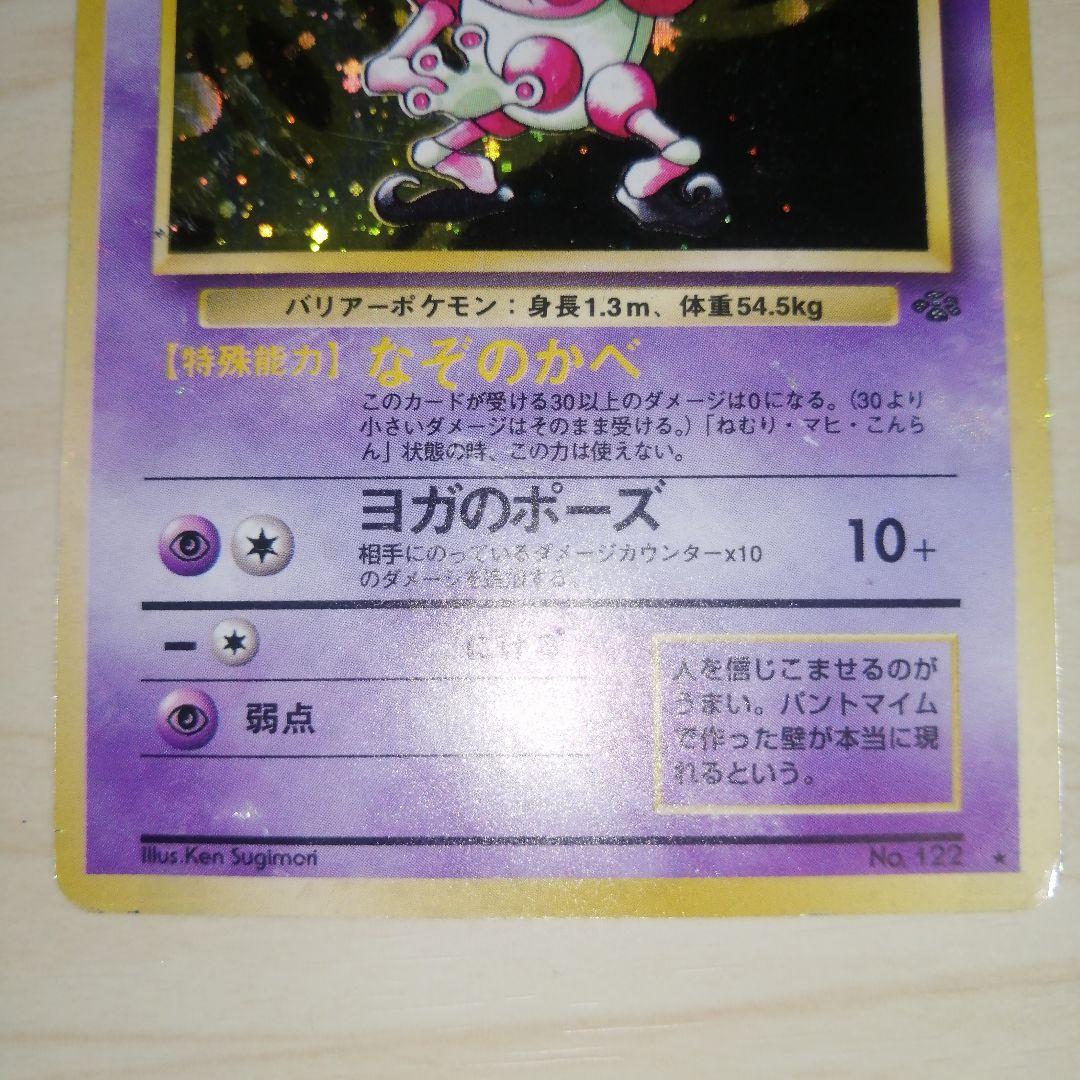 バリアーポケモン：身長1.3m、体重54.5kg
【特殊能力】なぞのかべ
このカードが受ける30以上のダメージは0になる。（30より
小さいダメージはそのまま受ける。）「ねむり・マヒ・こんら
ん」状態の時、この力は使えない。
ヨガのポーズ
10+
相手にのっているダメージカウンターx10
のダメージを追加する。
にげる
弱点
人を信じこませるのが
うまい。パントマイム
で作った壁が本当に現
れるという。
Illus.Ken Sugimori
No. 122 ★